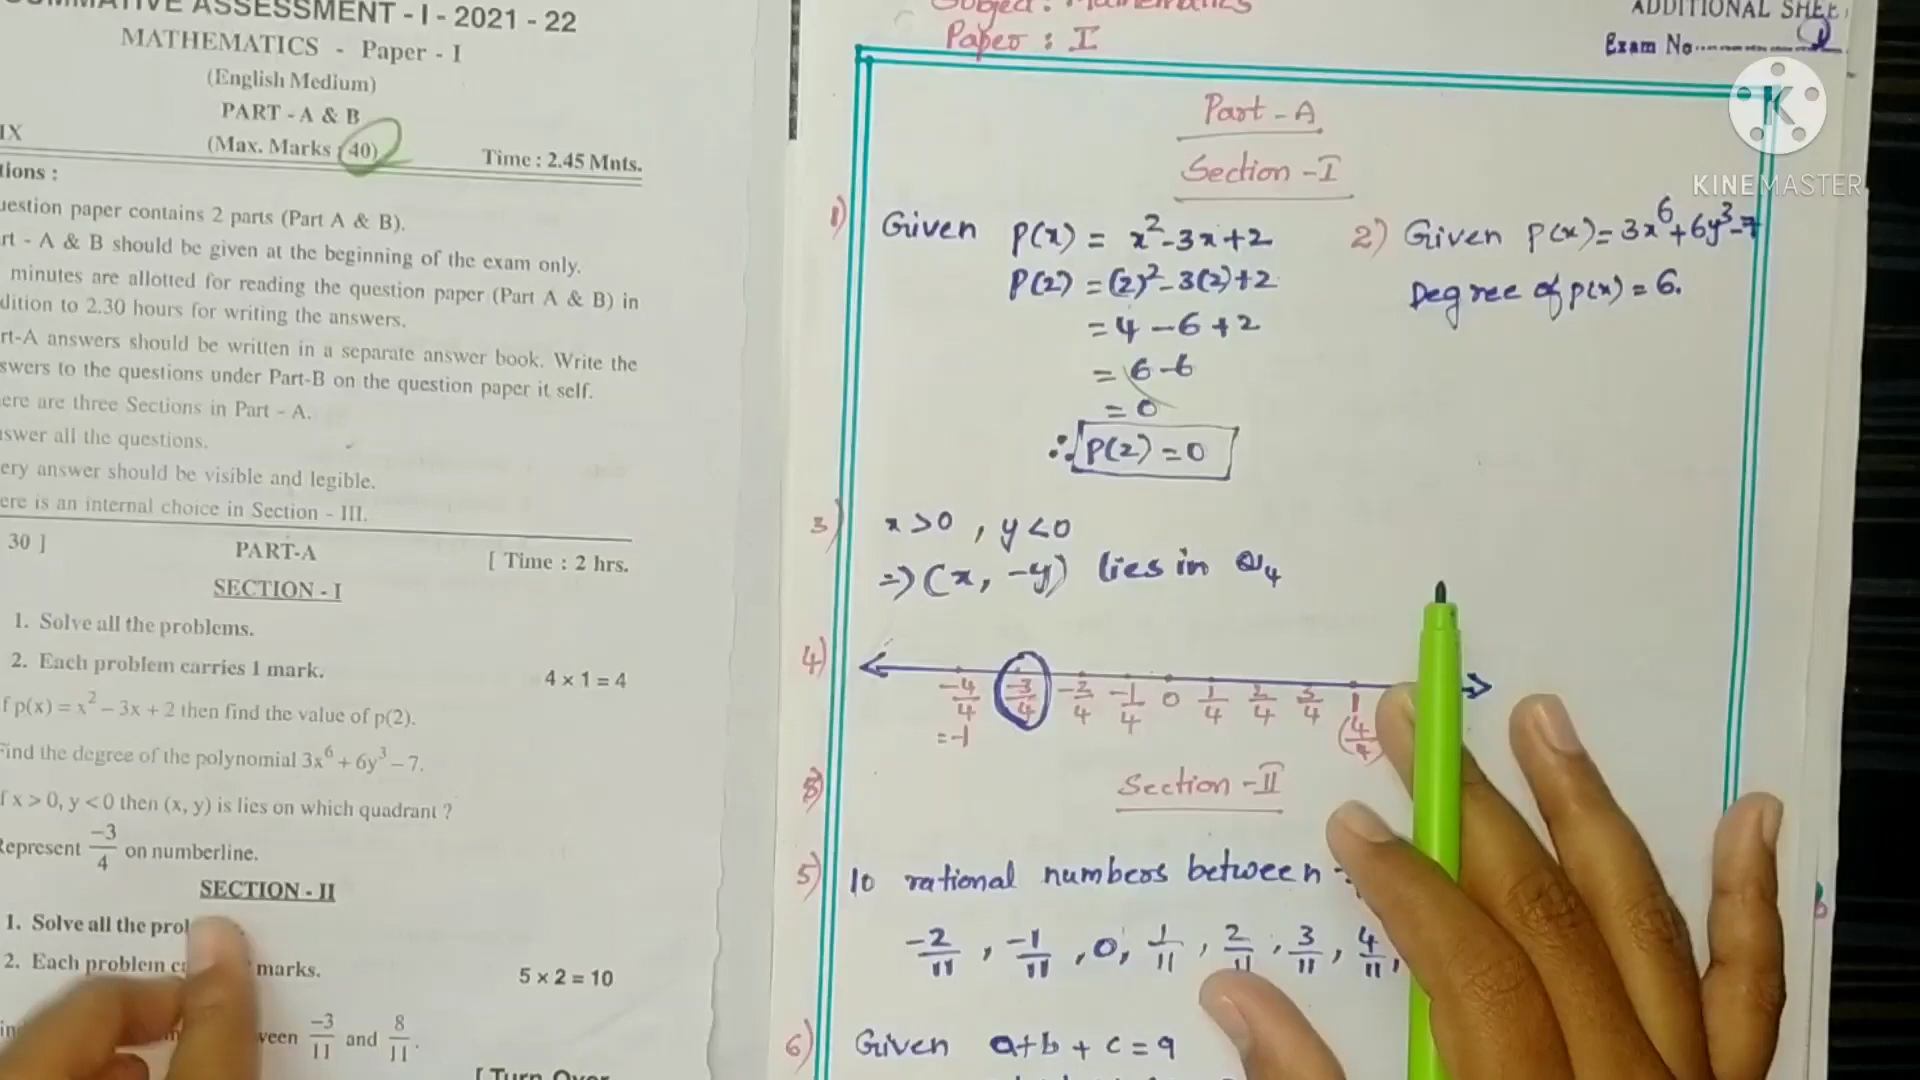 ASSESSMENT - I - 2021 - 22
MATHEMATICS - Paper - I
(English Medium)
PART - A & B
IX
(Max. Marks : 40)
Time : 2.45 Mnts.
tions :
uestion paper contains 2 parts (Part A & B).
rt - A & B should be given at the beginning of the exam only.
minutes are allotted for reading the question paper (Part A & B) in
dition to 2.30 hours for writing the answers.
rt-A answers should be written in a separate answer book. Write the
swers to the questions under Part-B on the question paper it self.
ere are three Sections in Part - A.
swer all the questions.
ery answer should be visible and legible.
ere is an internal choice in Section - III.
30 ]
PART-A
[ Time : 2 hrs.
SECTION - I
1. Solve all the problems.
2. Each problem carries 1 mark.
4 × 1 = 4
f p(x) = x² – 3x + 2 then find the value of p(2).
Find the degree of the polynomial 3x⁶ + 6y³ – 7.
f x > 0, y < 0 then (x, y) is lies on which quadrant ?
Represent –3/4 on numberline.
SECTION - II
1. Solve all the
2. Each problem marks.
5 × 2 = 10
–3/11 and 8/11.
[ Turn Over
Subject : Mathematics
Paper : I
ADDITIONAL SHEE
Exam No
KINEMASTER
Part - A
Section - I
1) Given p(x) = x² - 3x + 2
P(2) = (2)² - 3(2) + 2
= 4 - 6 + 2
= 6 - 6
= 0
∴ P(2) = 0
2) Given P(x) = 3x⁶ + 6y³ - 7
Degree of p(x) = 6.
3) x > 0 , y < 0
⇒ (x, -y) lies in Q₄
4) -4/4 -3/4 -2/4 -1/4 0 1/4 2/4 3/4 1
= -1 (4/4
Section - II
5) 10 rational numbers between
-2/11 , -1/11 , 0, 1/11 , 2/11 , 3/11 , 4/11 ,
6) Given a + b + c = 9